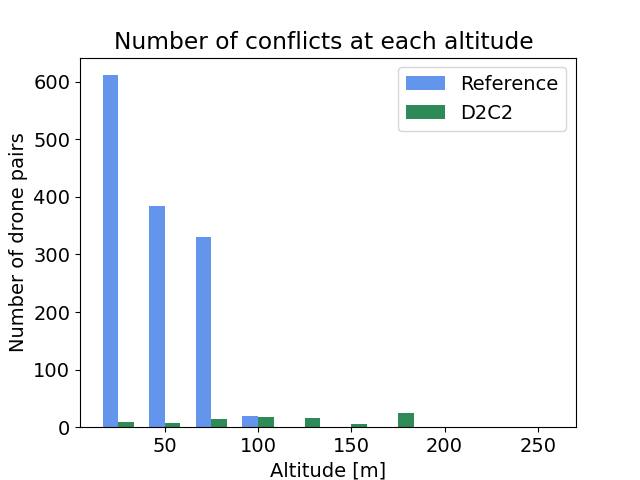 Number of conflicts at each altitude
Reference
D2C2
Number of drone pairs
600
500
400
300
200
100
0
50
100
150
200
250
Altitude [m]